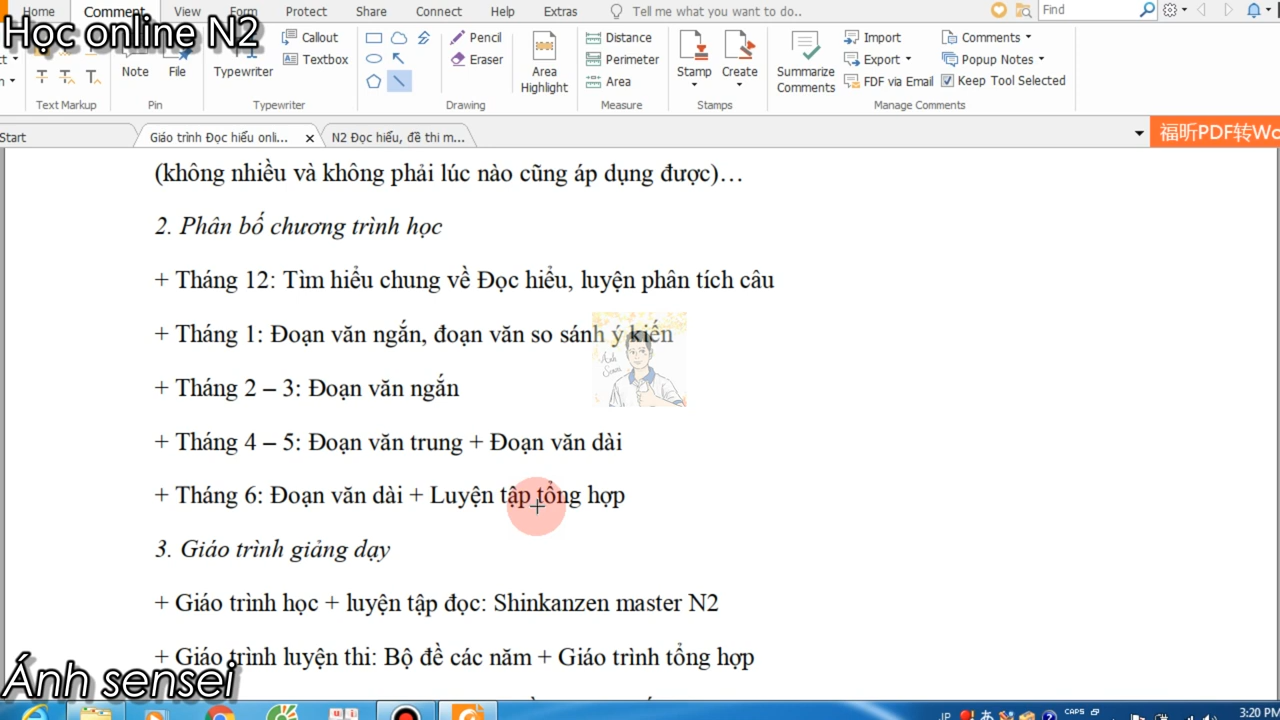 Home Comment View Form Protect Share Connect Help Extras Tell me what you want to do.. Find
Học online N2
Callout Pencil Distance Import Comments
Note File Typewriter Textbox Eraser Area Highlight Perimeter Stamp Create Summarize Comments Export Popup Notes
Area FDF via Email Keep Tool Selected
Text Markup Pin Typewriter Drawing Measure Stamps Manage Comments
Start Giáo trình Đọc hiểu onli... N2 Đọc hiểu, đề thi m... 福昕PDF转Wo
(không nhiều và không phải lúc nào cũng áp dụng được)…
2. Phân bố chương trình học
+ Tháng 12: Tìm hiểu chung về Đọc hiểu, luyện phân tích câu
+ Tháng 1: Đoạn văn ngắn, đoạn văn so sánh ý kiến
+ Tháng 2 – 3: Đoạn văn ngắn
+ Tháng 4 – 5: Đoạn văn trung + Đoạn văn dài
+ Tháng 6: Đoạn văn dài + Luyện tập tổng hợp
3. Giáo trình giảng dạy
+ Giáo trình học + luyện tập đọc: Shinkanzen master N2
+ Giáo trình luyện thi: Bộ đề các năm + Giáo trình tổng hợp
Ánh sensei
JP あ CAPS 3:20 PM